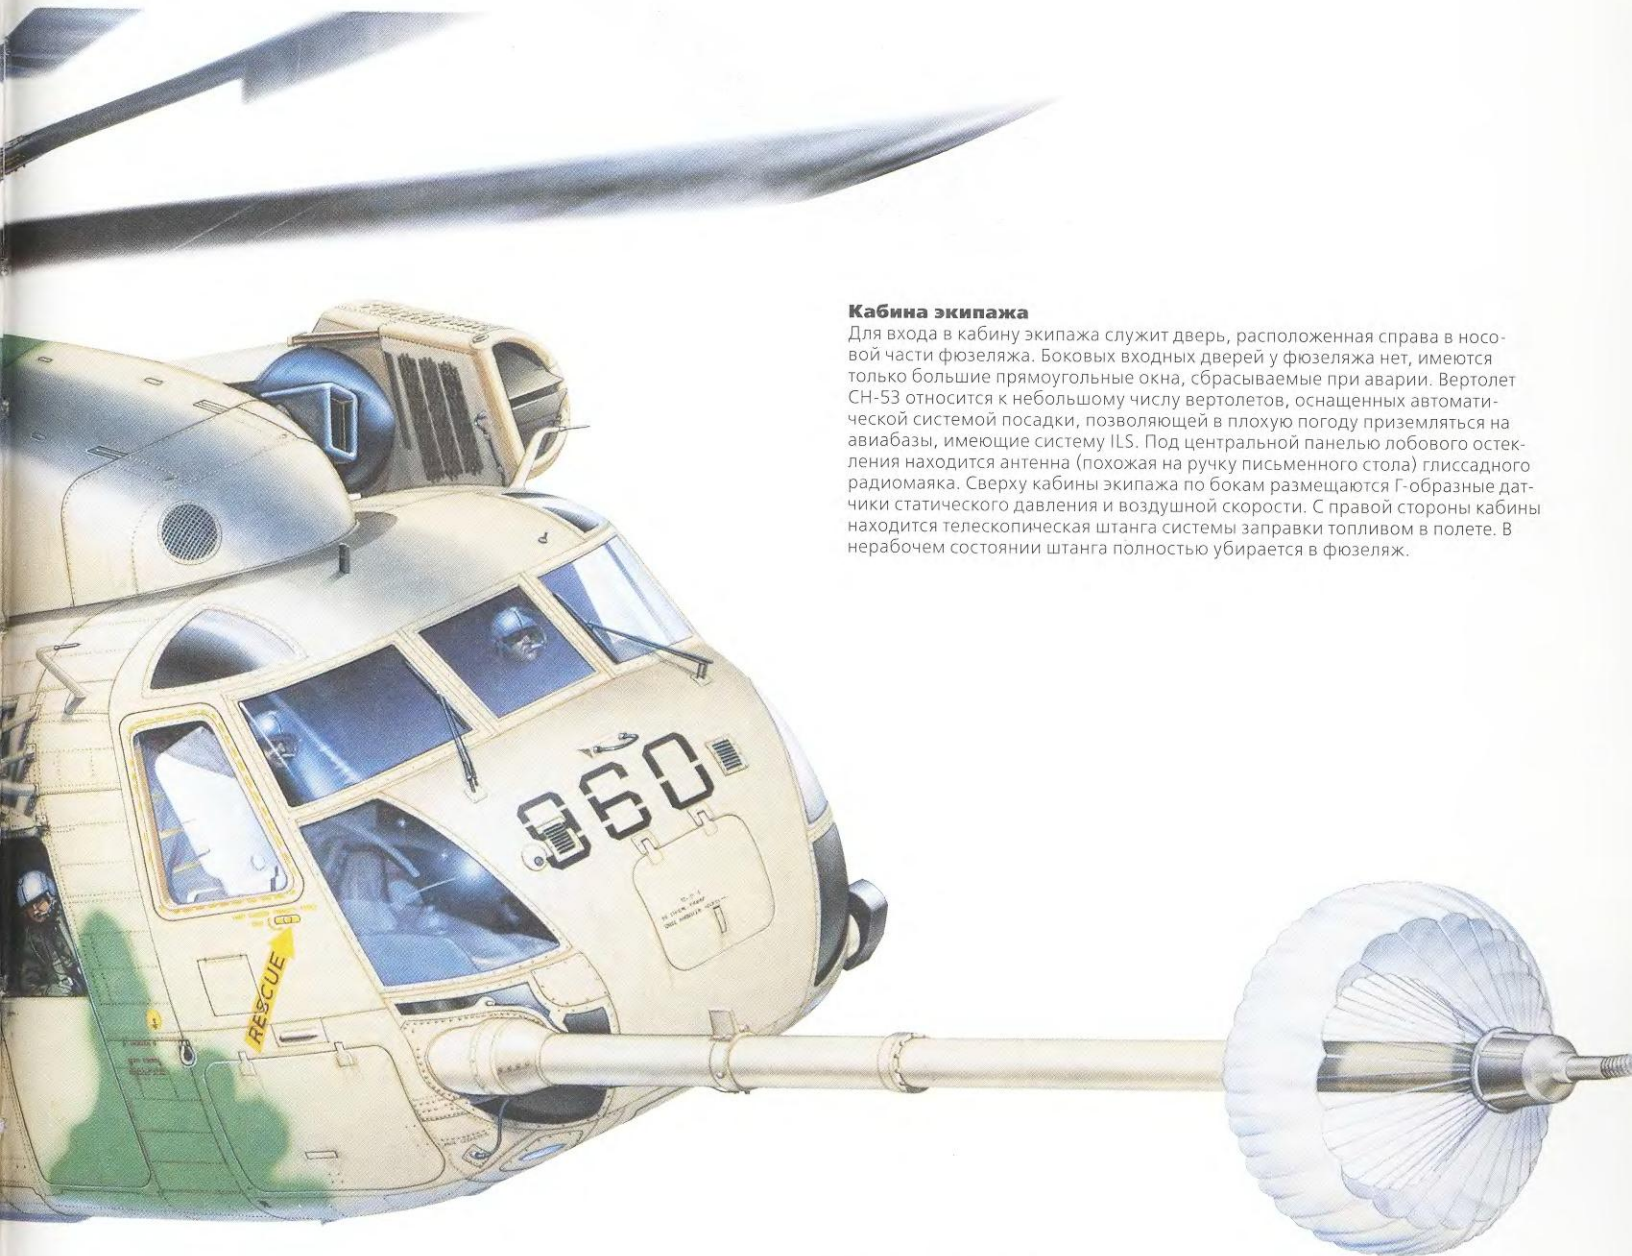 Кабина экипажа
Для входа в кабину экипажа служит дверь, расположенная справа в носо-
вой части фюзеляжа. Боковых входных дверей у фюзеляжа нет, имеются
только большие прямоугольные окна, сбрасываемые при аварии. Вертолет
CH-53 относится к небольшому числу вертолетов, оснащенных автомати-
ческой системой посадки, позволяющей в плохую погоду приземляться на
авиабазы, имеющие систему ILS. Под центральной панелью лобового остек-
ления находится антенна (похожая на ручку письменного стола) глиссадного
радиомаяка. Сверху кабины экипажа по бокам размещаются Г-образные дат-
чики статического давления и воздушной скорости. С правой стороны кабины
находится телескопическая штанга системы заправки топливом в полете. В
нерабочем состоянии штанга полностью убирается в фюзеляж.
960
RESCUE